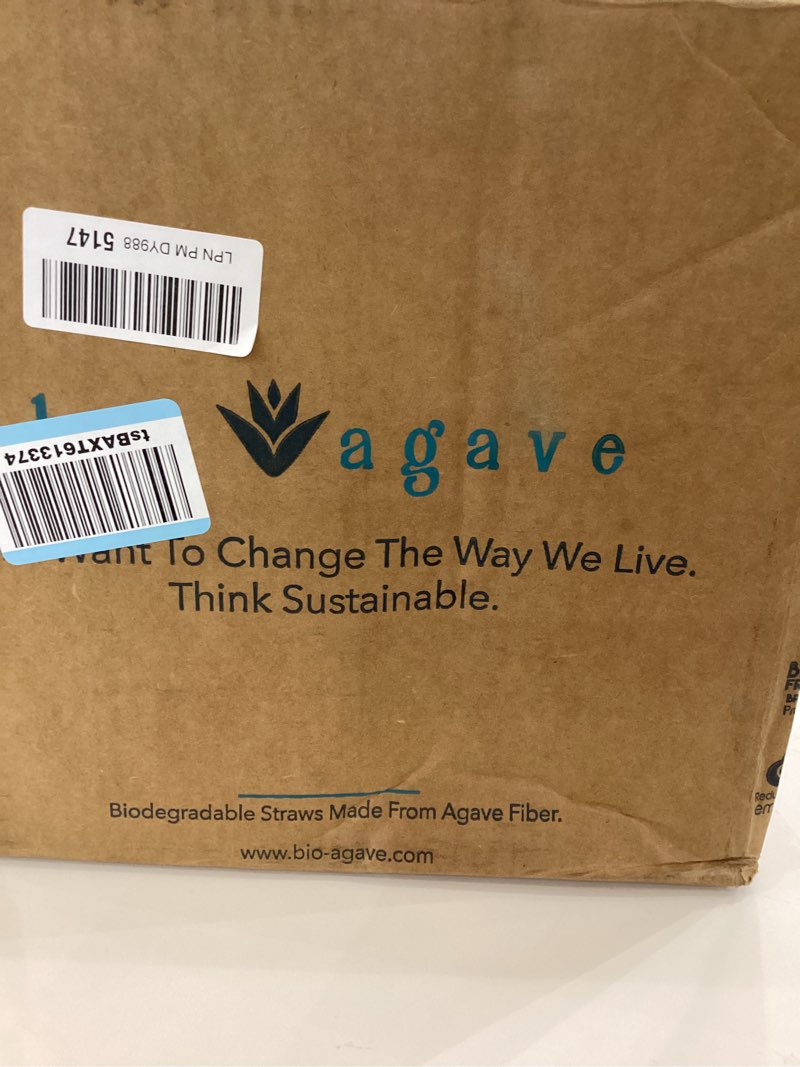 LPN PM DY988 5147
tsBAXT613374
agave
Want To Change The Way We Live.
Think Sustainable.
Biodegradable Straws Made From Agave Fiber.
www.bio-agave.com